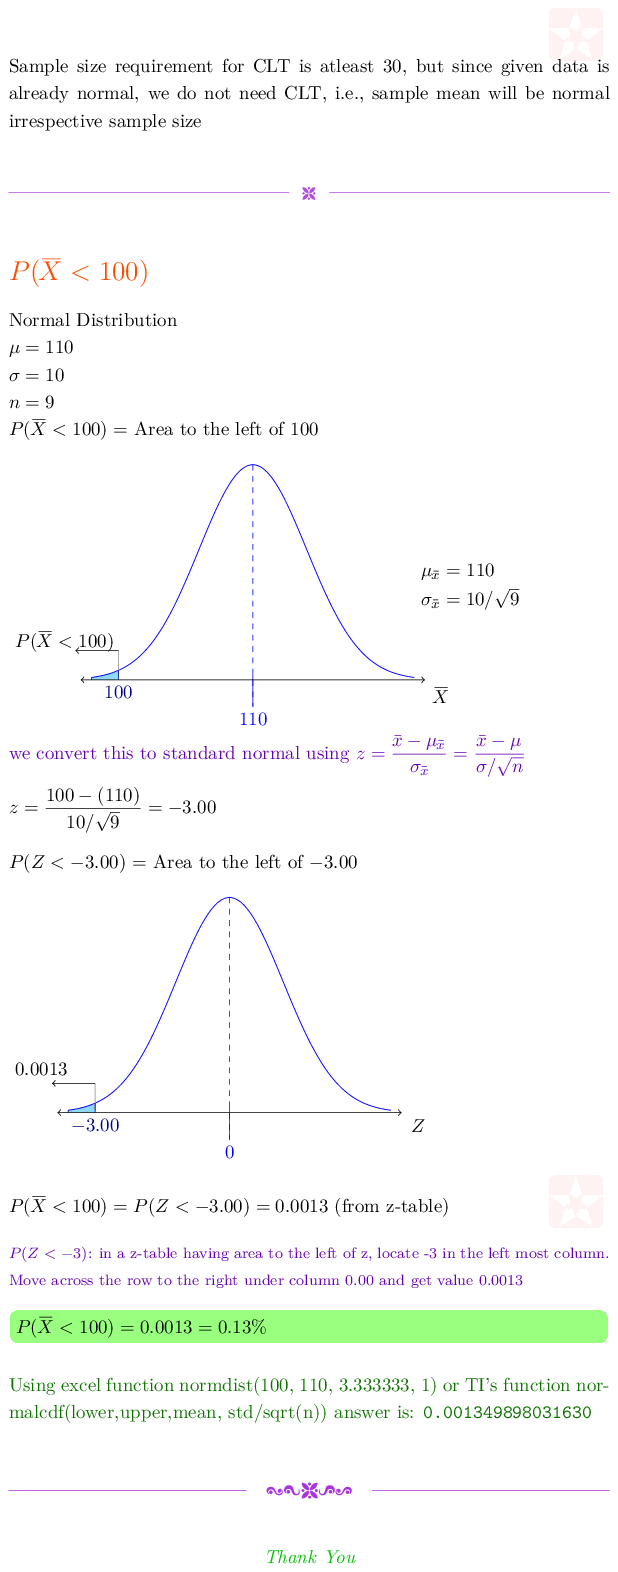 Sample size requirement for CLT is atleast 30, but since given data is
already normal, we do not need CLT, i.e., sample mean will be normal
irrespective sample size
P(X̅ < 100)
Normal Distribution
μ = 110
σ = 10
n = 9
P(X̅ < 100) = Area to the left of 100
μ_x̄ = 110
σ_x̄ = 10/√9
P(X̅ < 100)
100
X̅
110
we convert this to standard normal using z = (x̄ − μ_x̄)/σ_x̄ = (x̄ − μ)/(σ/√n)
z = (100 − (110))/(10/√9) = −3.00
P(Z < −3.00) = Area to the left of −3.00
0.0013
−3.00
Z
0
P(X̅ < 100) = P(Z < −3.00) = 0.0013 (from z-table)
P(Z < −3): in a z-table having area to the left of z, locate -3 in the left most column.
Move across the row to the right under column 0.00 and get value 0.0013
P(X̅ < 100) = 0.0013 = 0.13%
Using excel function normdist(100, 110, 3.333333, 1) or TI's function nor-
malcdf(lower,upper,mean, std/sqrt(n)) answer is: 0.001349898031630
Thank You